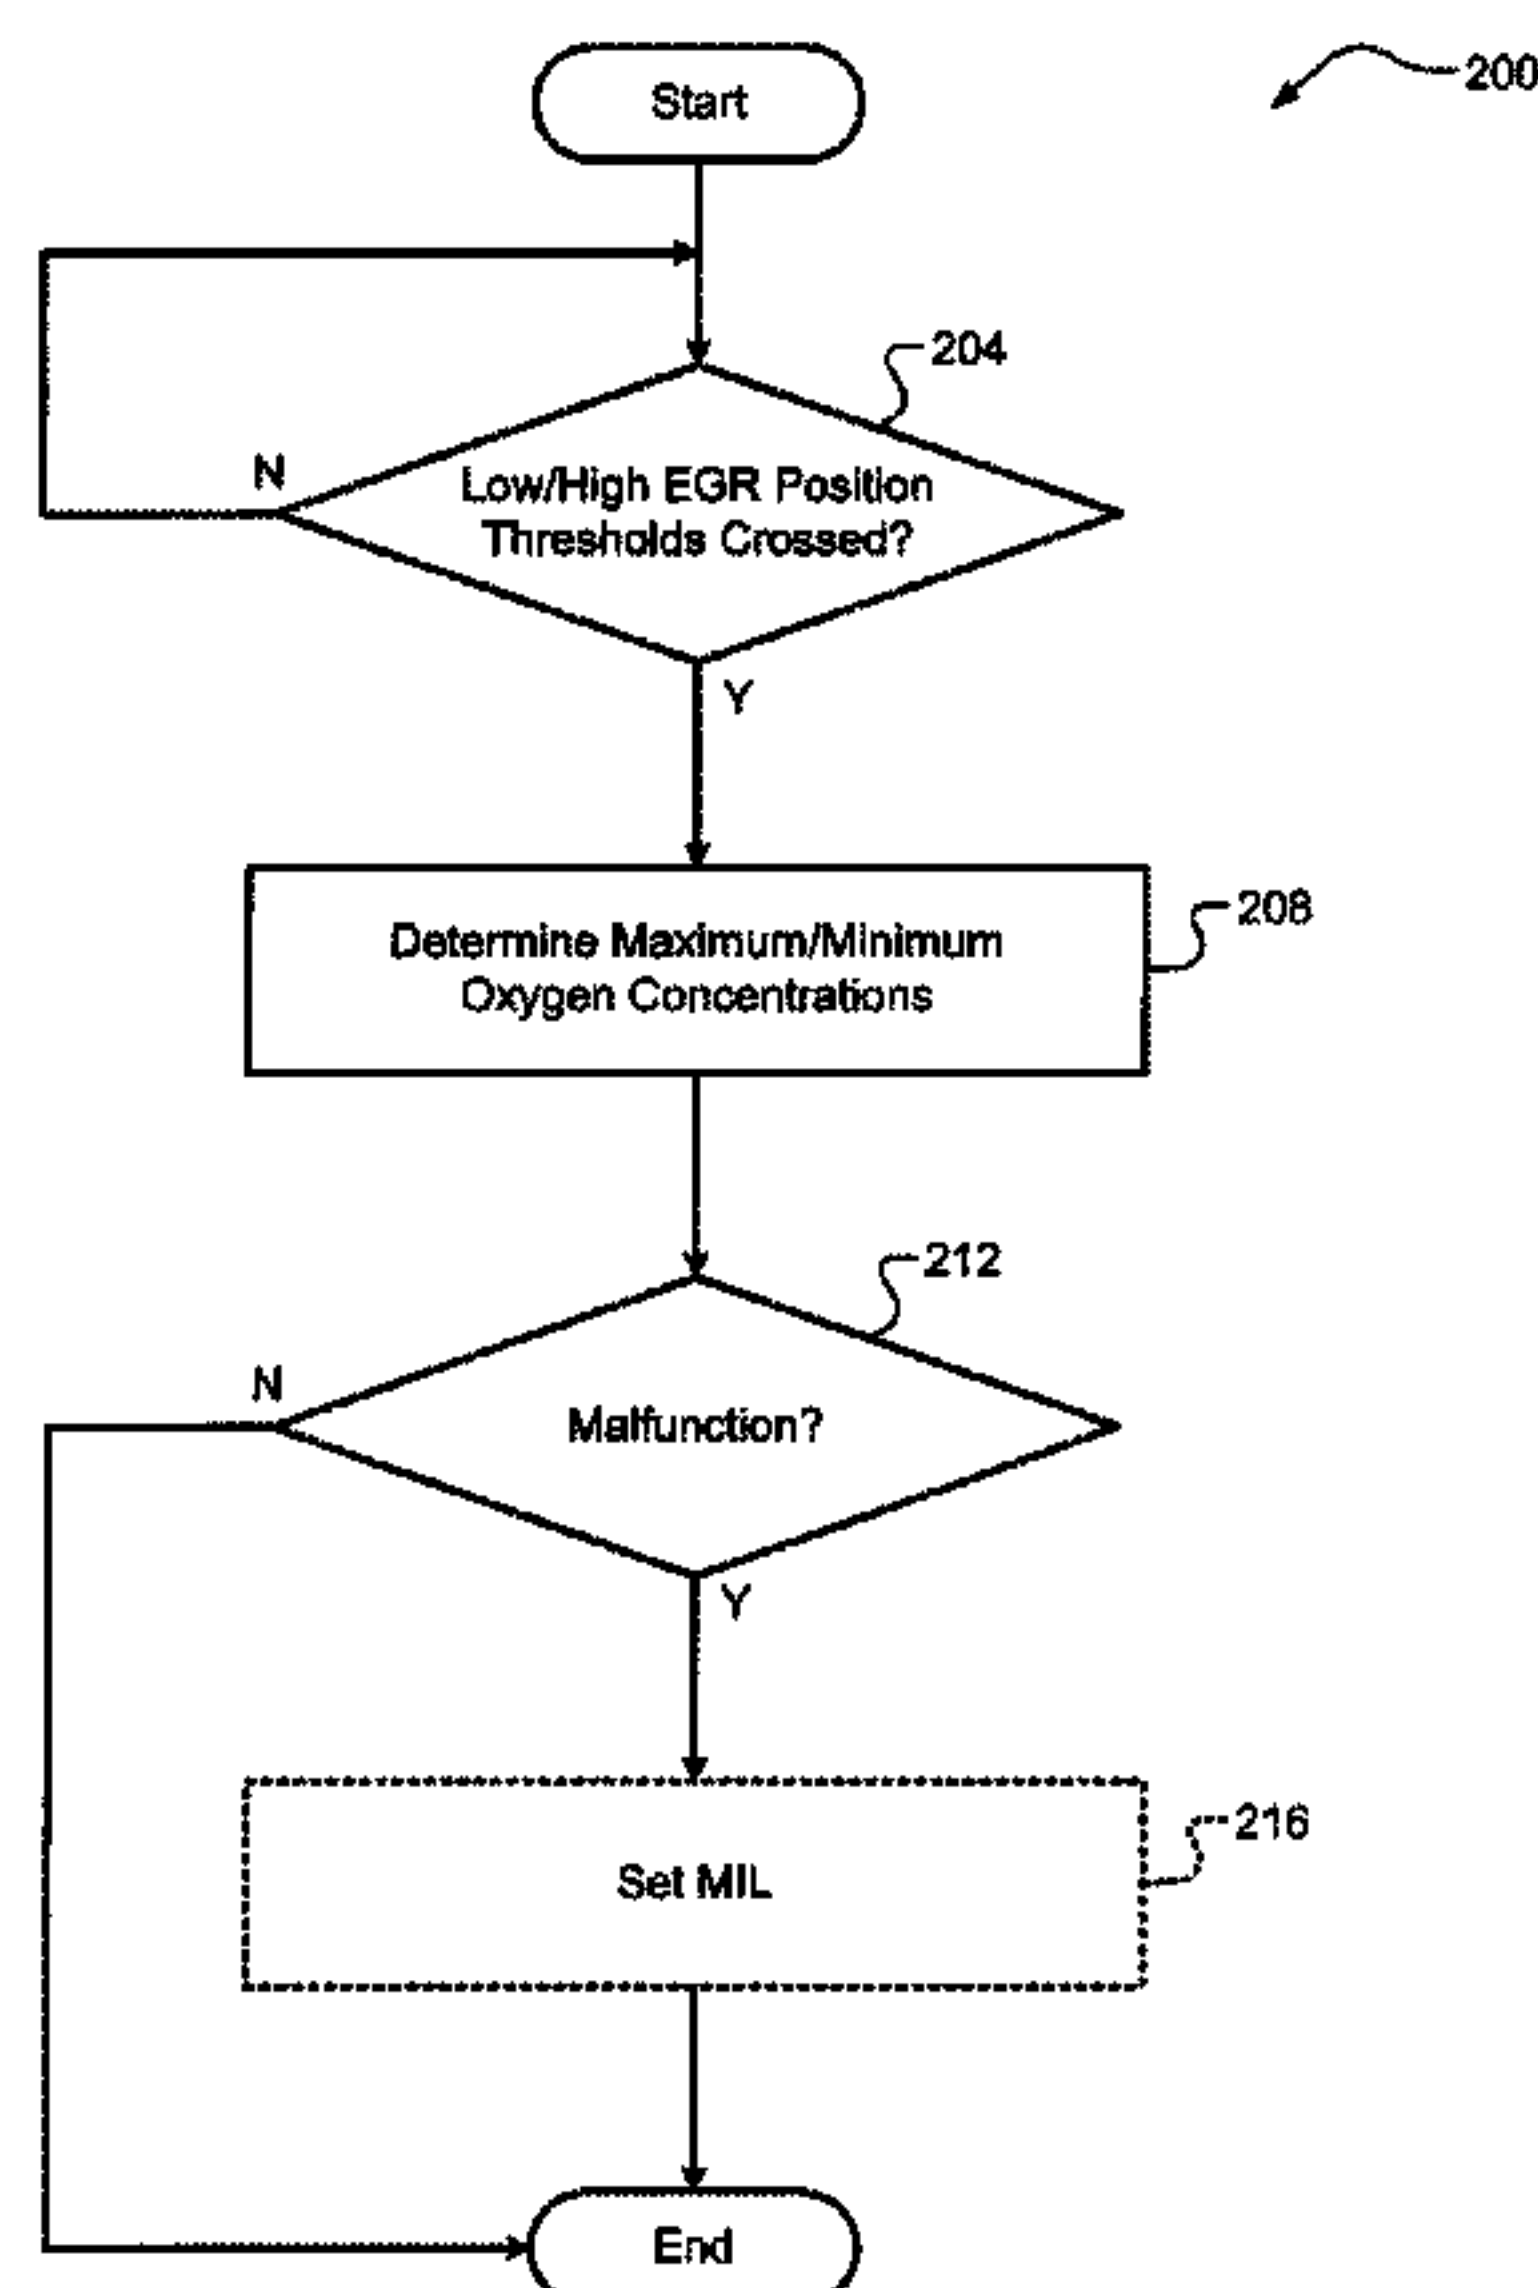 Start
200
204
N
Low/High EGR Position
Thresholds Crossed?
Y
208
Determine Maximum/Minimum
Oxygen Concentrations
212
N
Malfunction?
Y
216
Set MIL
End